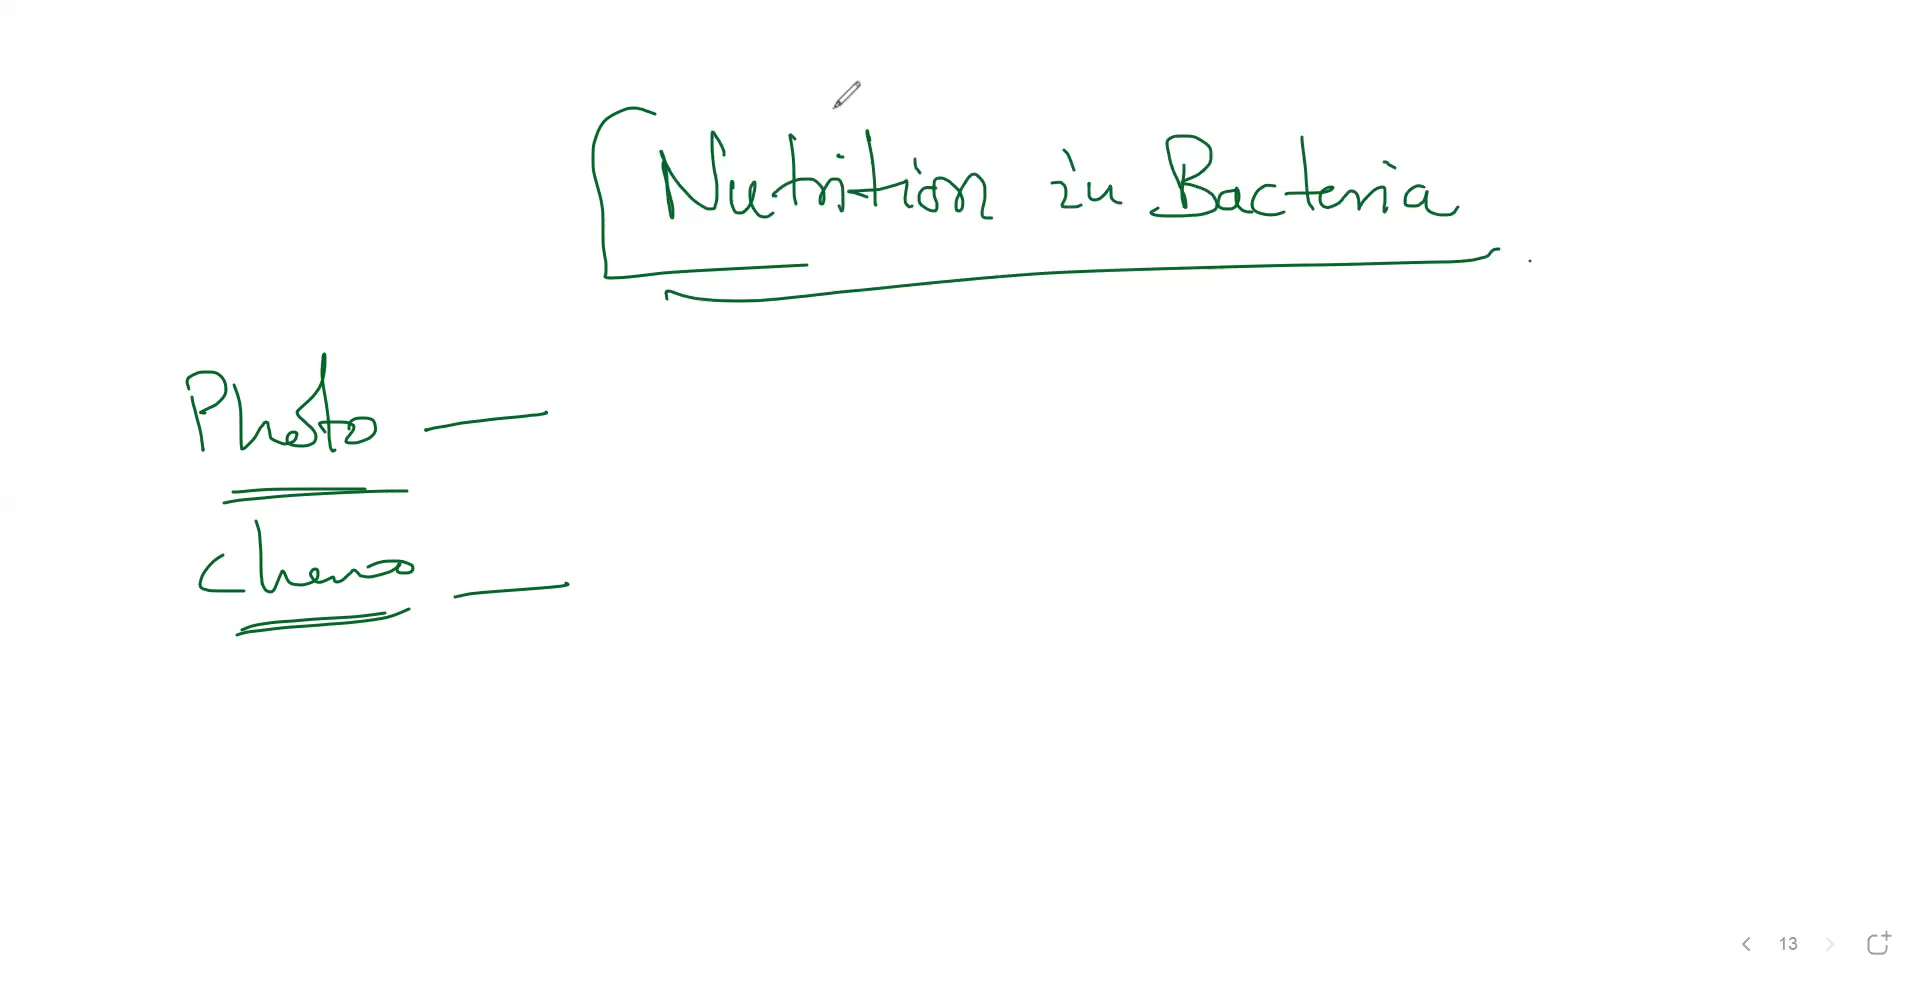 Nutrition in Bacteria
Photo —
Chemo —
13